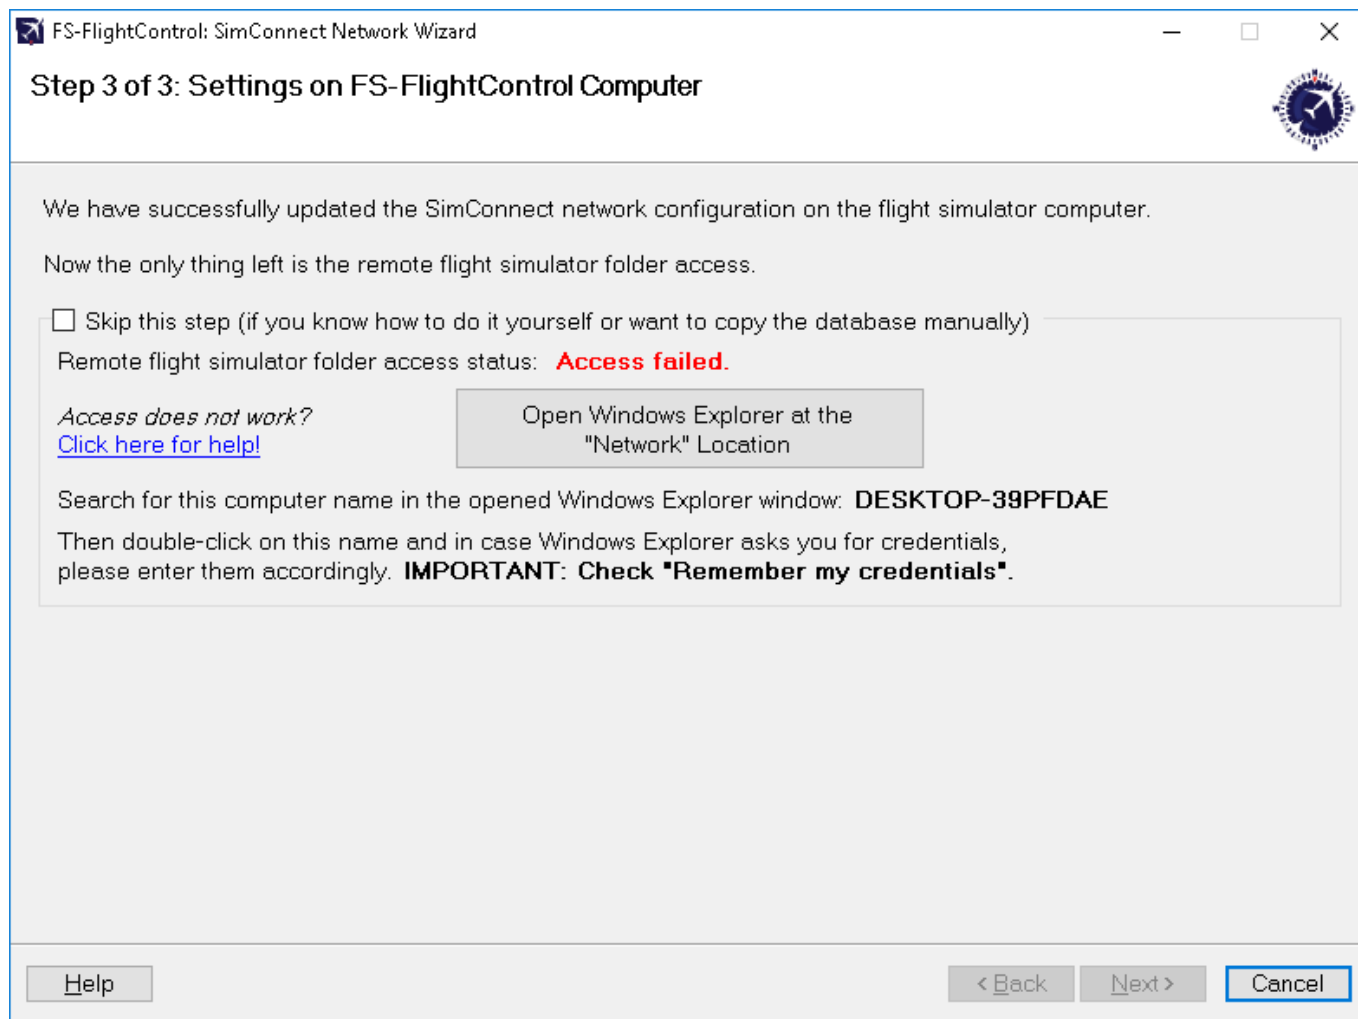 FS-FlightControl: SimConnect Network Wizard
Step 3 of 3: Settings on FS-FlightControl Computer
We have successfully updated the SimConnect network configuration on the flight simulator computer.
Now the only thing left is the remote flight simulator folder access.
Skip this step (if you know how to do it yourself or want to copy the database manually)
Remote flight simulator folder access status: Access failed.
Access does not work?
Click here for help!
Open Windows Explorer at the
"Network" Location
Search for this computer name in the opened Windows Explorer window: DESKTOP-39PFDAE
Then double-click on this name and in case Windows Explorer asks you for credentials,
please enter them accordingly. IMPORTANT: Check "Remember my credentials".
Help
< Back
Next >
Cancel